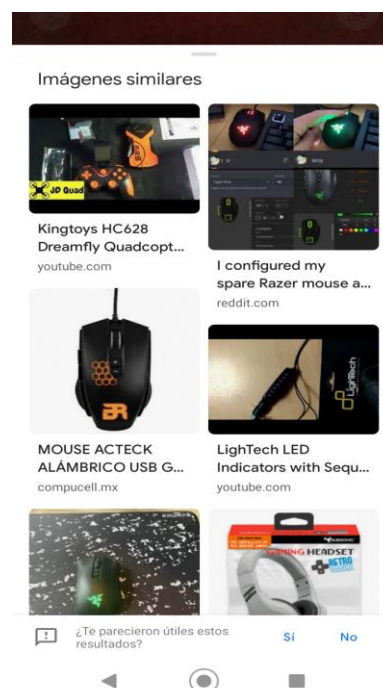 Imágenes similares
JD Quad
Kingtoys HC628
Dreamfly Quadcopt...
youtube.com
I configured my
spare Razer mouse a...
reddit.com
BR
MOUSE ACTECK
ALÁMBRICO USB G...
compucell.mx
LighTech
LighTech LED
Indicators with Sequ...
youtube.com
SUBSONIC
GAMING HEADSET
RETRO
¿Te parecieron útiles estos
resultados?
Sí
No